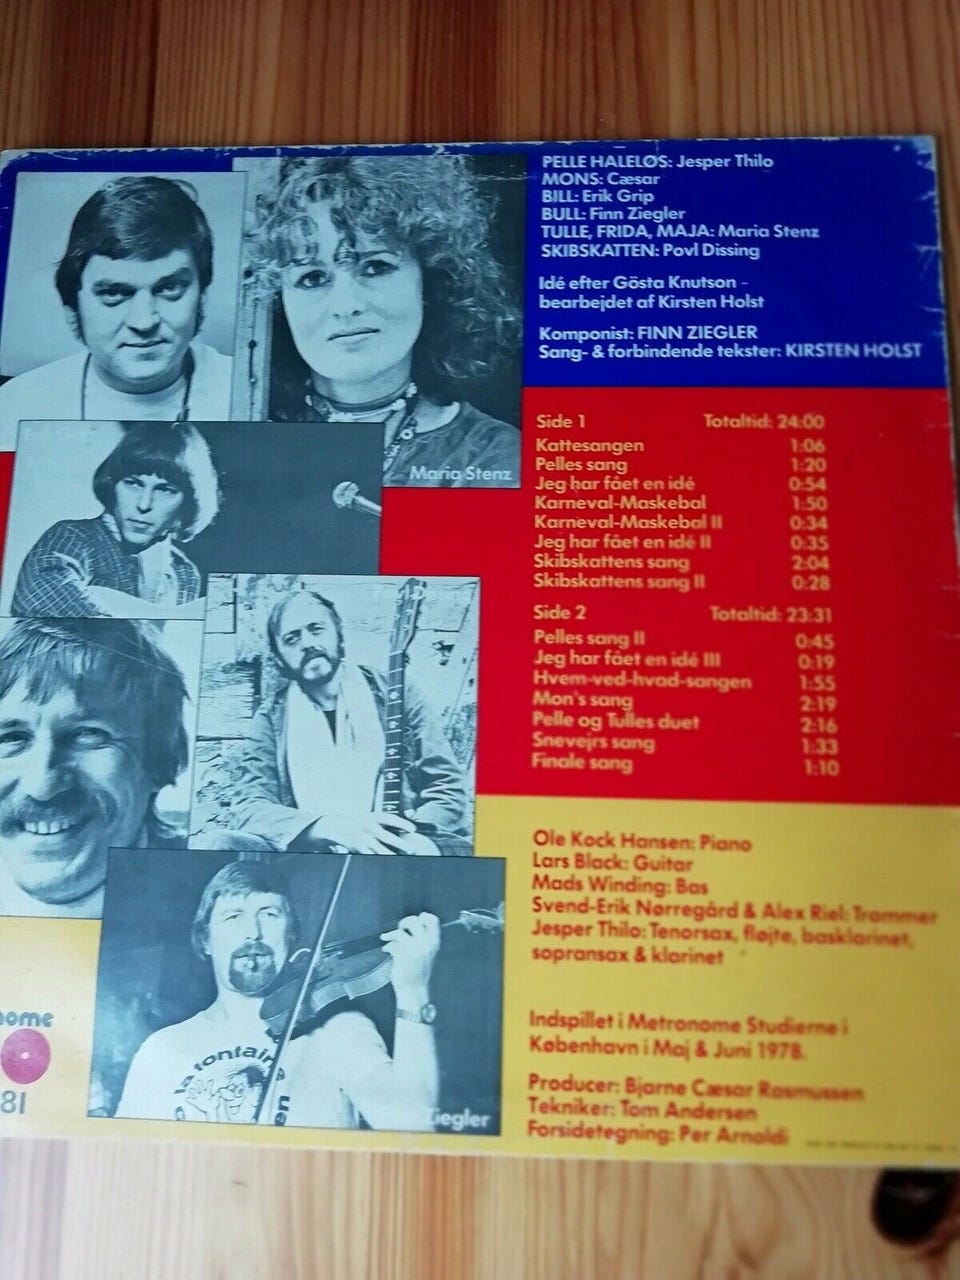 PELLE HALELØS: Jesper Thilo
MONS: Cæsar
BILL: Erik Grip
BULL: Finn Ziegler
TULLE, FRIDA, MAJA: Maria Stenz
SKIBSKATTEN: Povl Dissing
Idé efter Gösta Knutson -
bearbejdet af Kirsten Holst
Komponist: FINN ZIEGLER
Sang- & forbindende tekster: KIRSTEN HOLST
Maria Stenz
Side 1 Totaltid: 24:00
Kattesangen 1:06
Pelles sang 1:20
Jeg har fået en idé 0:54
Karneval-Maskebal 1:50
Karneval-Maskebal II 0:34
Jeg har fået en idé II 0:35
Skibskattens sang 2:04
Skibskattens sang II 0:28
Side 2 Totaltid: 23:31
Pelles sang II 0:45
Jeg har fået en idé III 0:19
Hvem-ved-hvad-sangen 1:55
Mon's sang 2:19
Pelle og Tulles duet 2:16
Snevejrs sang 1:33
Finale sang 1:10
Ole Kock Hansen: Piano
Lars Black: Guitar
Mads Winding: Bas
Svend-Erik Nørregård & Alex Riel: Trommer
Jesper Thilo: Tenorsax, fløjte, basklarinet,
sopransax & klarinet
Indspillet i Metronome Studierne i
København i Maj & Juni 1978.
Producer: Bjarne Cæsar Rasmussen
Tekniker: Tom Andersen
Forsidetegning: Per Arnoldi
la fontaine
Ziegler
nome
81